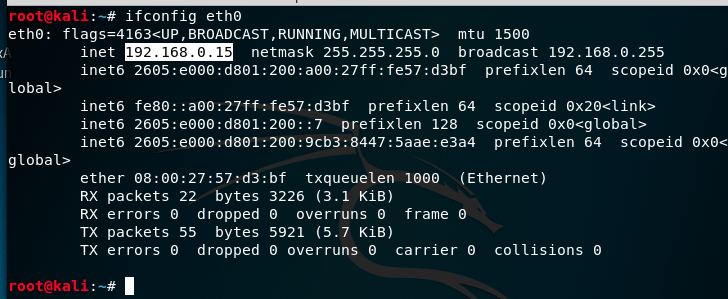 root@kali:~# ifconfig eth0
eth0: flags=4163<UP,BROADCAST,RUNNING,MULTICAST>  mtu 1500
        inet 192.168.0.15  netmask 255.255.255.0  broadcast 192.168.0.255
        inet6 2605:e000:d801:200:a00:27ff:fe57:d3bf  prefixlen 64  scopeid 0x0<g
lobal>
        inet6 fe80::a00:27ff:fe57:d3bf  prefixlen 64  scopeid 0x20<link>
        inet6 2605:e000:d801:200::7  prefixlen 128  scopeid 0x0<global>
        inet6 2605:e000:d801:200:9cb3:8447:5aae:e3a4  prefixlen 64  scopeid 0x0<
global>
        ether 08:00:27:57:d3:bf  txqueuelen 1000  (Ethernet)
        RX packets 22  bytes 3226 (3.1 KiB)
        RX errors 0  dropped 0  overruns 0  frame 0
        TX packets 55  bytes 5921 (5.7 KiB)
        TX errors 0  dropped 0 overruns 0  carrier 0  collisions 0
root@kali:~#